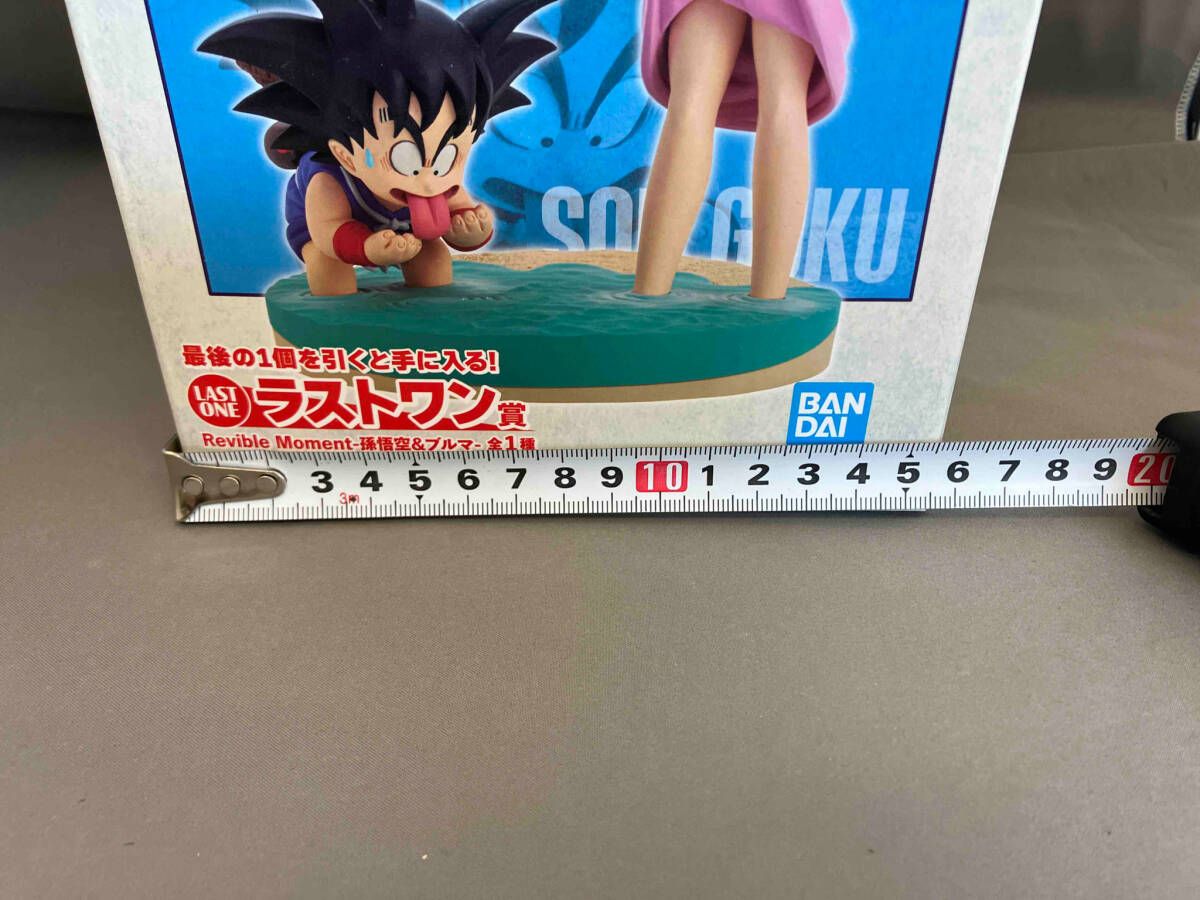 SON GOKU
最後の1個を引くと手に入る!
LAST ONE
ラストワン賞
BAN DAI
Revible Moment-孫悟空&ブルマ- 全1種
3 4 5 6 7 8 9 10 1 2 3 4 5 6 7 8 9 20
3m